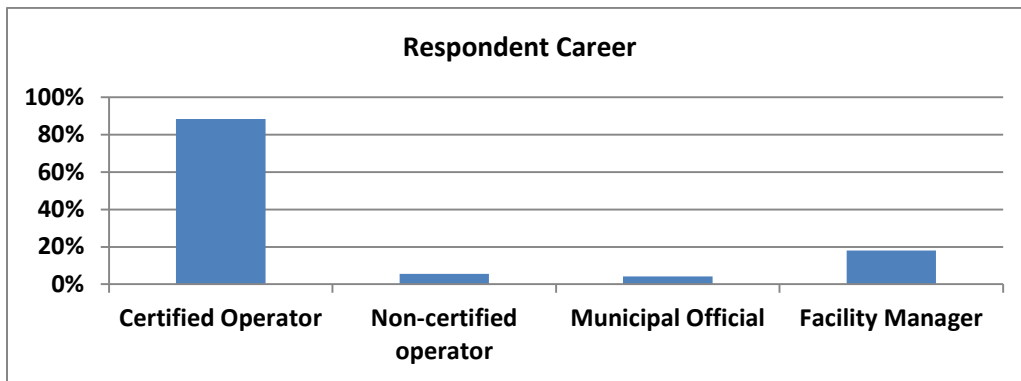 Respondent Career
100%
80%
60%
40%
20%
0%
Certified Operator
Non-certified
operator
Municipal Official
Facility Manager